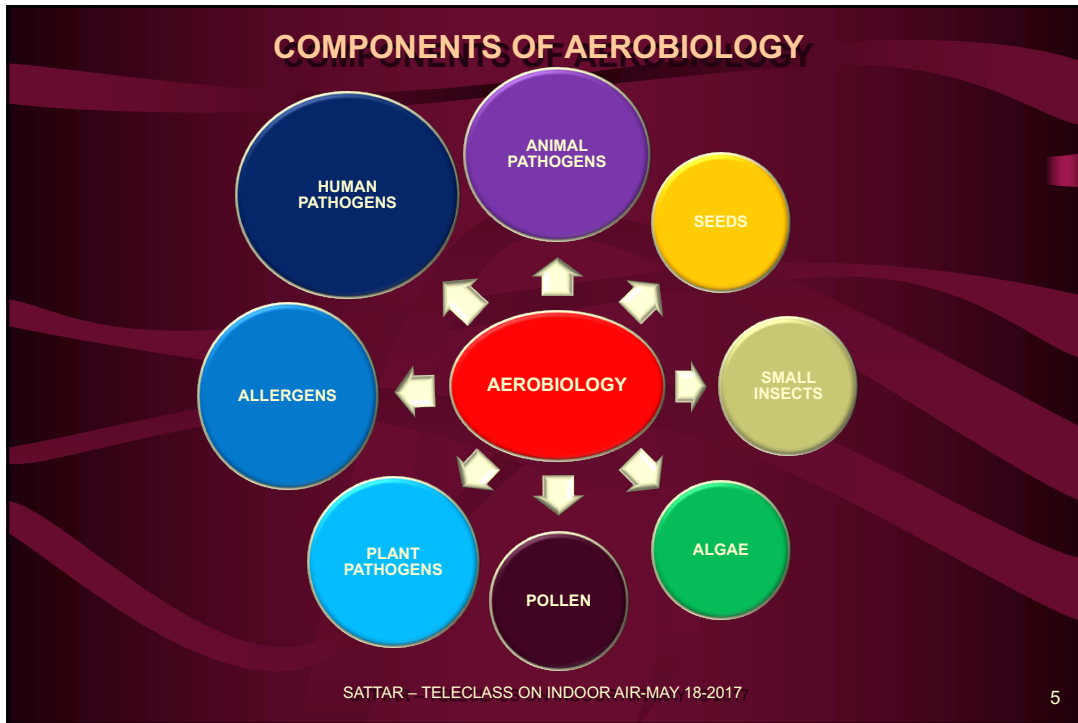 COMPONENTS OF AEROBIOLOGY
ANIMAL
PATHOGENS
HUMAN
PATHOGENS
SEEDS
AEROBIOLOGY
SMALL
INSECTS
ALLERGENS
PLANT
PATHOGENS
ALGAE
POLLEN
SATTAR – TELECLASS ON INDOOR AIR-MAY 18-2017
5